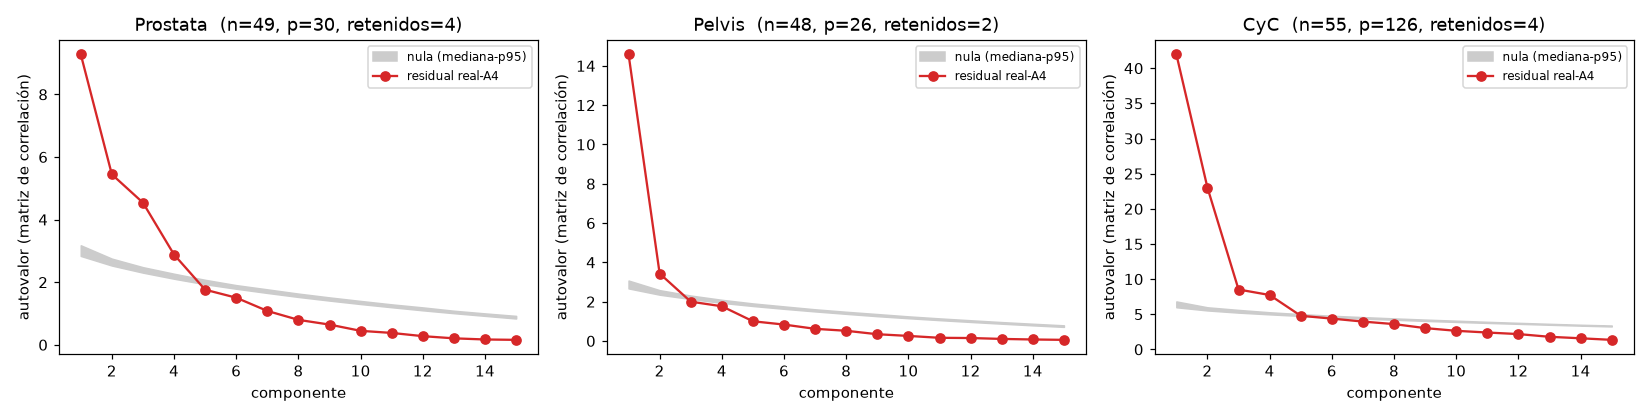 Prostata  (n=49, p=30, retenidos=4)
nula (mediana-p95)
residual real-A4
autovalor (matriz de correlación)
8
6
4
2
0
2 4 6 8 10 12 14
componente
Pelvis  (n=48, p=26, retenidos=2)
nula (mediana-p95)
residual real-A4
autovalor (matriz de correlación)
14
12
10
8
6
4
2
0
2 4 6 8 10 12 14
componente
CyC  (n=55, p=126, retenidos=4)
nula (mediana-p95)
residual real-A4
autovalor (matriz de correlación)
40
35
30
25
20
15
10
5
0
2 4 6 8 10 12 14
componente